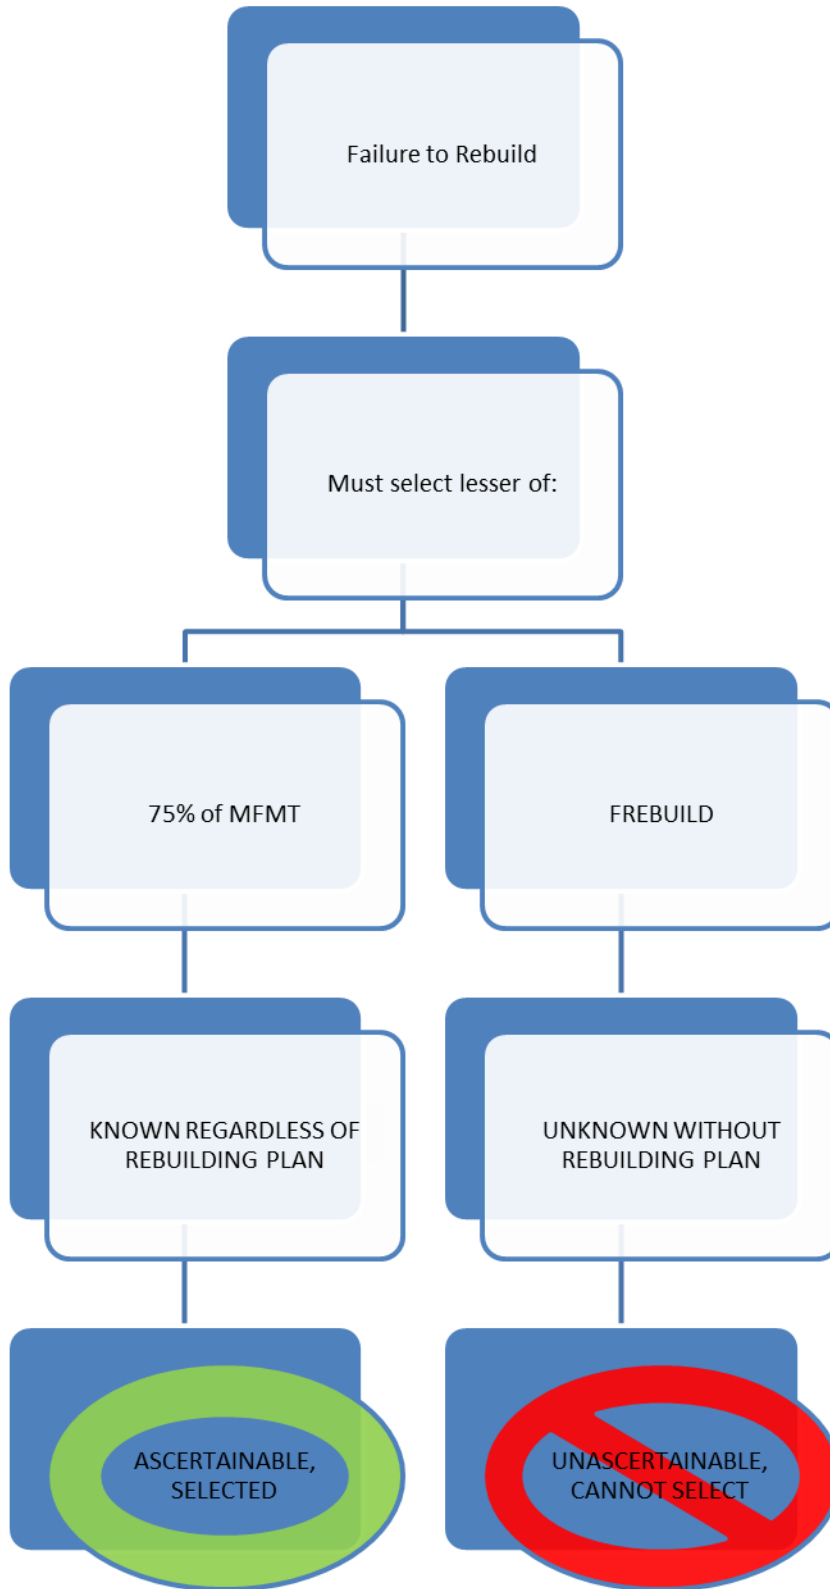 Failure to Rebuild
Must select lesser of:
75% of MFMT
FREBUILD
KNOWN REGARDLESS OF
REBUILDING PLAN
UNKNOWN WITHOUT
REBUILDING PLAN
ASCERTAINABLE,
SELECTED
UNASCERTAINABLE,
CANNOT SELECT